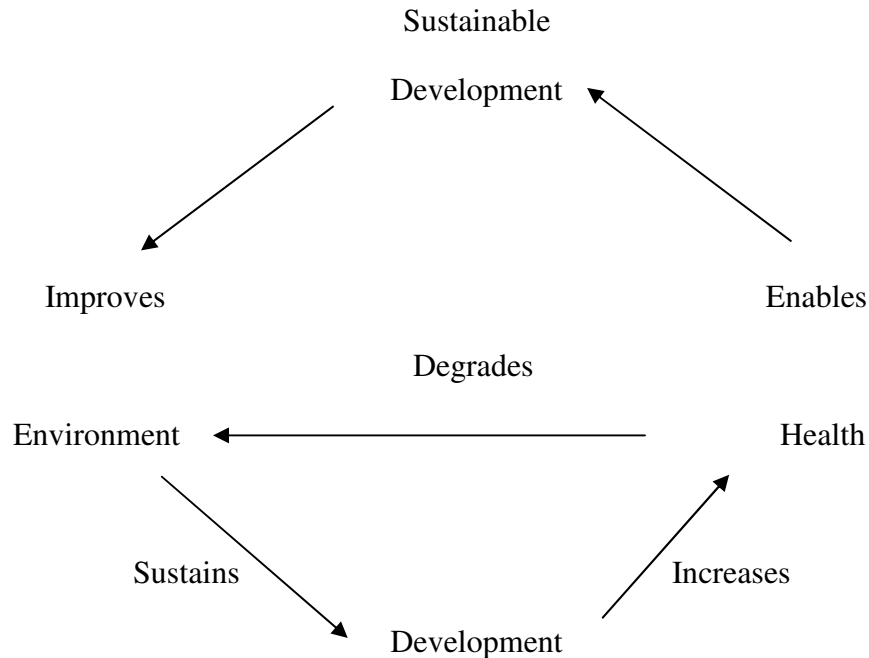 Sustainable
Development
Improves Enables
Degrades
Environment Health
Sustains Increases
Development